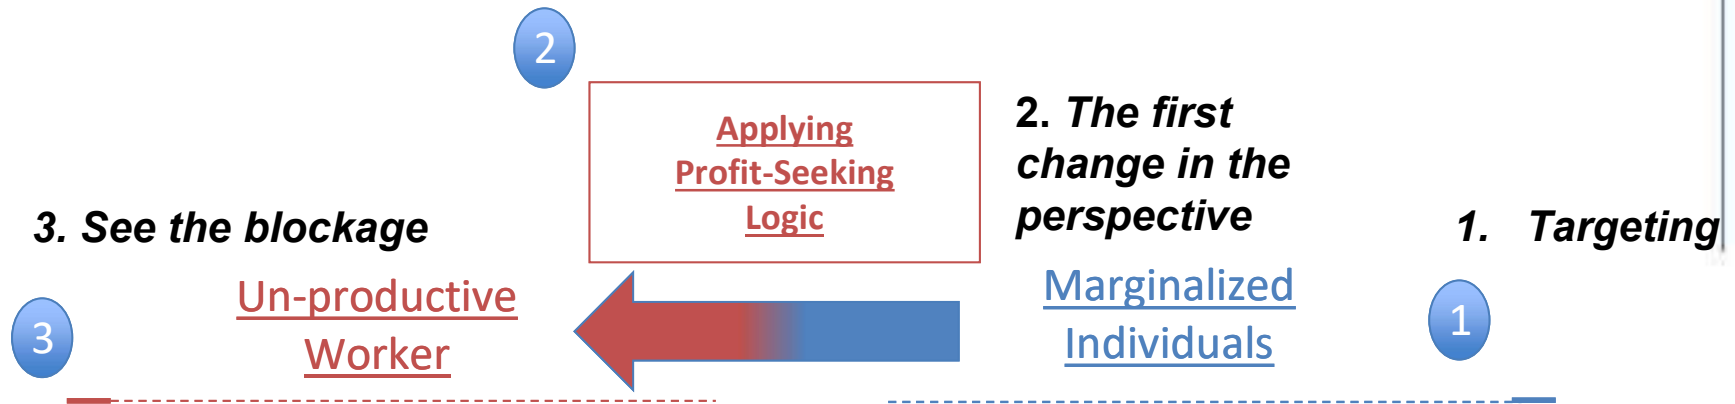 2
Applying
Profit-Seeking
Logic
2. The first
change in the
perspective
3. See the blockage
1. Targeting
Un-productive
Worker
Marginalized
Individuals
3
1